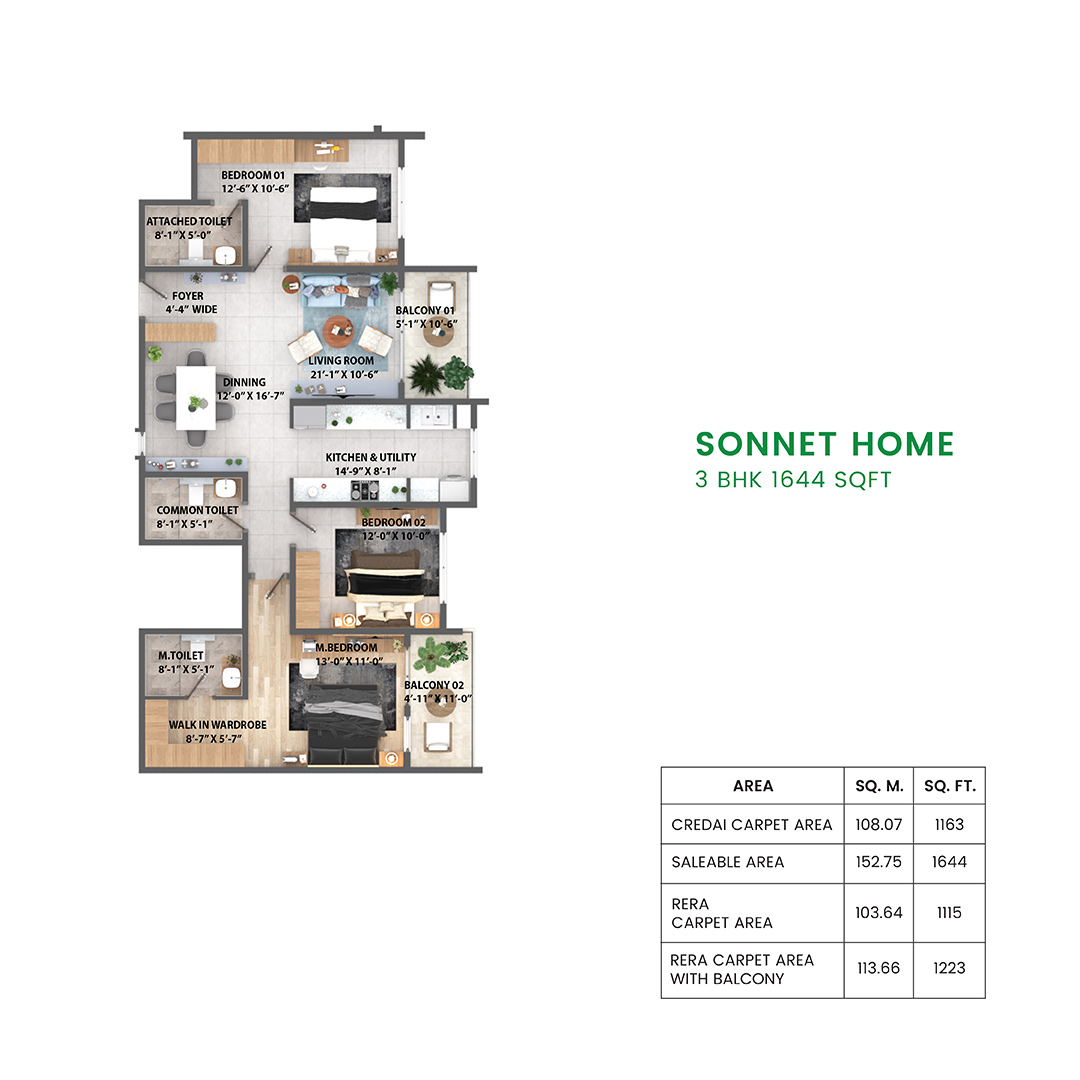 BEDROOM 01
12'-6" X 10'-6"
ATTACHED TOILET
8'-1" X 5'-0"
FOYER
4'-4" WIDE
BALCONY 01
5'-1" X 10'-6"
LIVING ROOM
21'-1" X 10'-6"
DINNING
12'-0" X 16'-7"
KITCHEN & UTILITY
14'-9" X 8'-1"
COMMON TOILET
8'-1" X 5'-1"
BEDROOM 02
12'-0" X 10'-0"
M.TOILET
8'-1" X 5'-1"
M.BEDROOM
13'-0" X 11'-0"
BALCONY 02
4'-11" X 11'-0"
WALK IN WARDROBE
8'-7" X 5'-7"
SONNET HOME
3 BHK 1644 SQFT
AREA SQ. M. SQ. FT.
CREDAI CARPET AREA 108.07 1163
SALEABLE AREA 152.75 1644
RERA
CARPET AREA 103.64 1115
RERA CARPET AREA
WITH BALCONY 113.66 1223